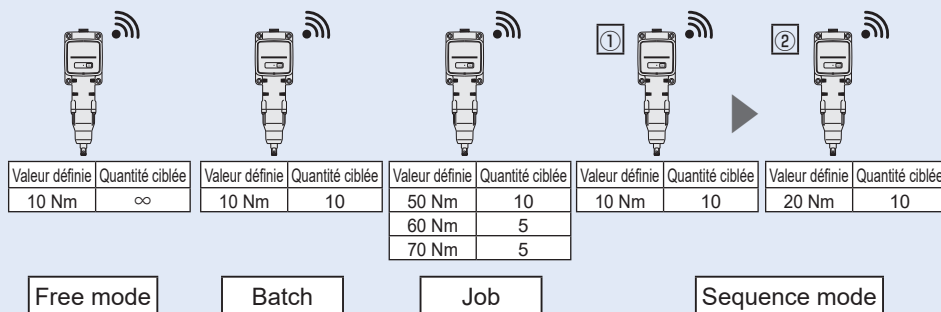 ① ②
Valeur définie Quantité ciblée Valeur définie Quantité ciblée Valeur définie Quantité ciblée Valeur définie Quantité ciblée Valeur définie Quantité ciblée
10 Nm ∞ 10 Nm 10 50 Nm 10 10 Nm 10 20 Nm 10
60 Nm 5
70 Nm 5
Free mode Batch Job Sequence mode